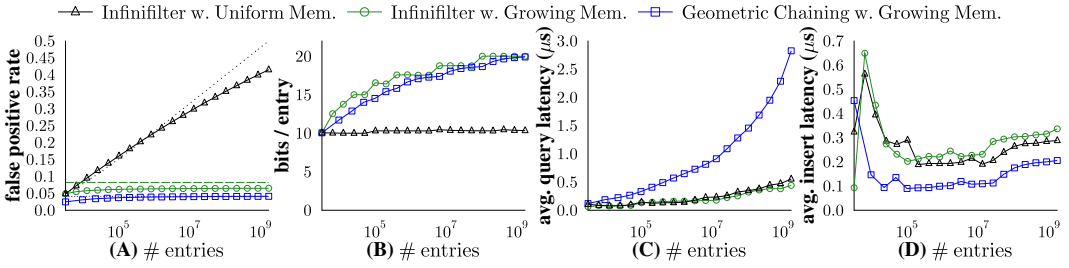 Infinifilter w. Uniform Mem. Infinifilter w. Growing Mem. Geometric Chaining w. Growing Mem.
false positive rate
0.5
0.45
0.4
0.35
0.3
0.25
0.2
0.15
0.1
0.05
0.0
10^5 10^7 10^9
(A) # entries
bits / entry
20
10
0
10^5 10^7 10^9
(B) # entries
avg. query latency (μs)
3.0
2.5
2.0
1.5
1.0
0.5
0.0
10^5 10^7 10^9
(C) # entries
avg. insert latency (μs)
0.7
0.6
0.5
0.4
0.3
0.2
0.1
0.0
10^5 10^7 10^9
(D) # entries